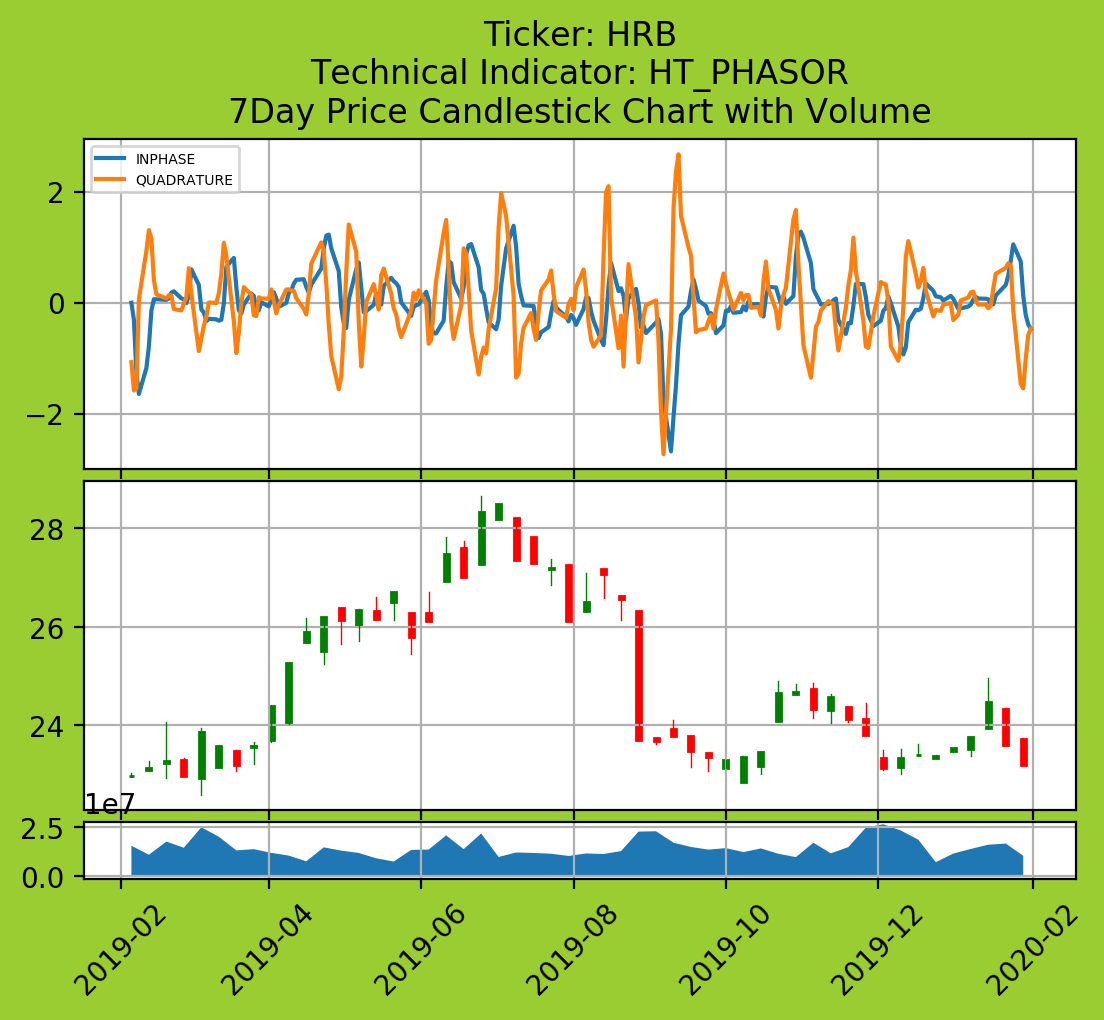 Ticker: HRB
Technical Indicator: HT_PHASOR
7Day Price Candlestick Chart with Volume
INPHASE
QUADRATURE
2
0
−2
28
26
24
1e7
2.5
0.0
2019-02
2019-04
2019-06
2019-08
2019-10
2019-12
2020-02